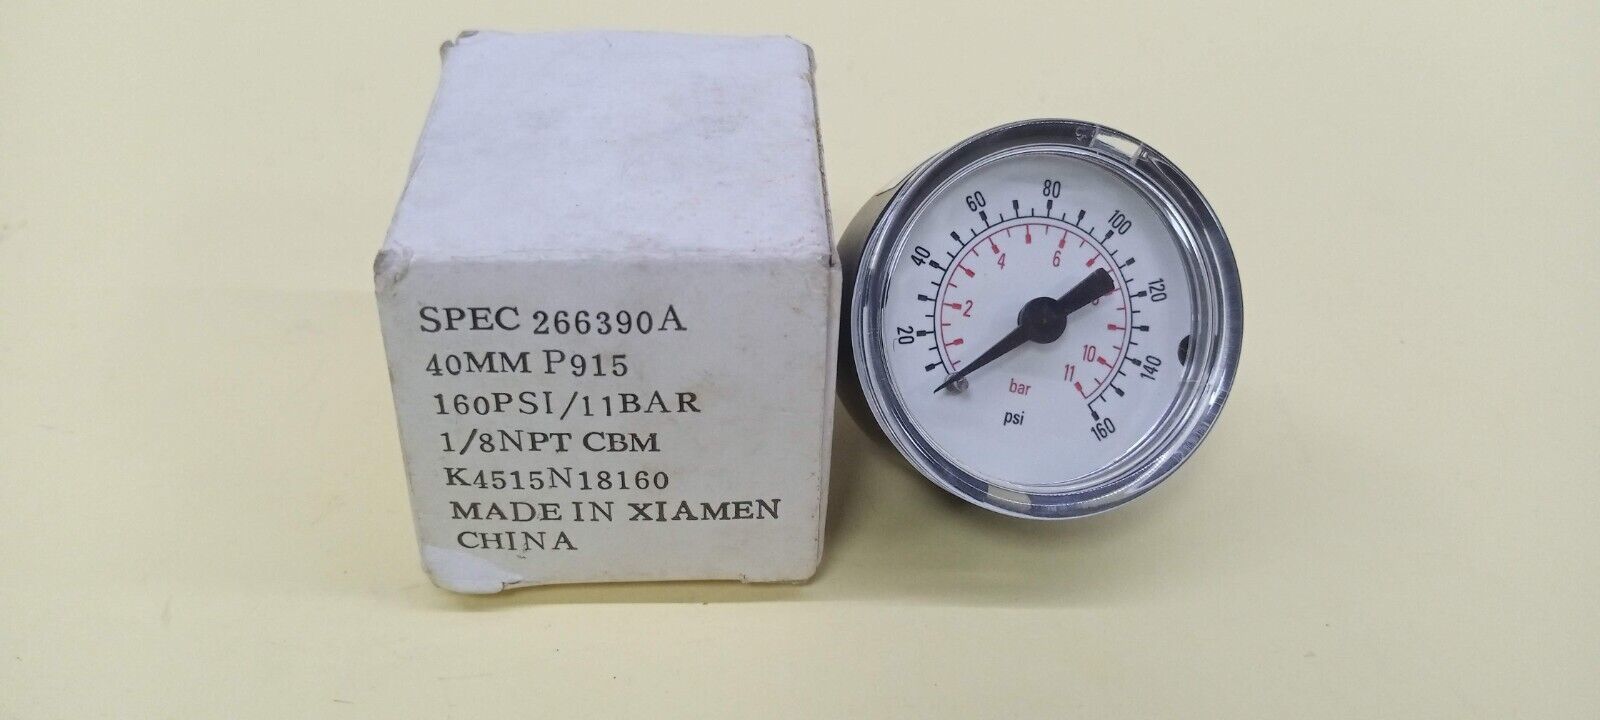 SPEC 266390A
40MM P915
160PSI/11BAR
1/8NPT CBM
K4515N18160
MADE IN XIAMEN
CHINA
20 40 60 80 100 120 140 160
2 4 6 10 11
bar
psi